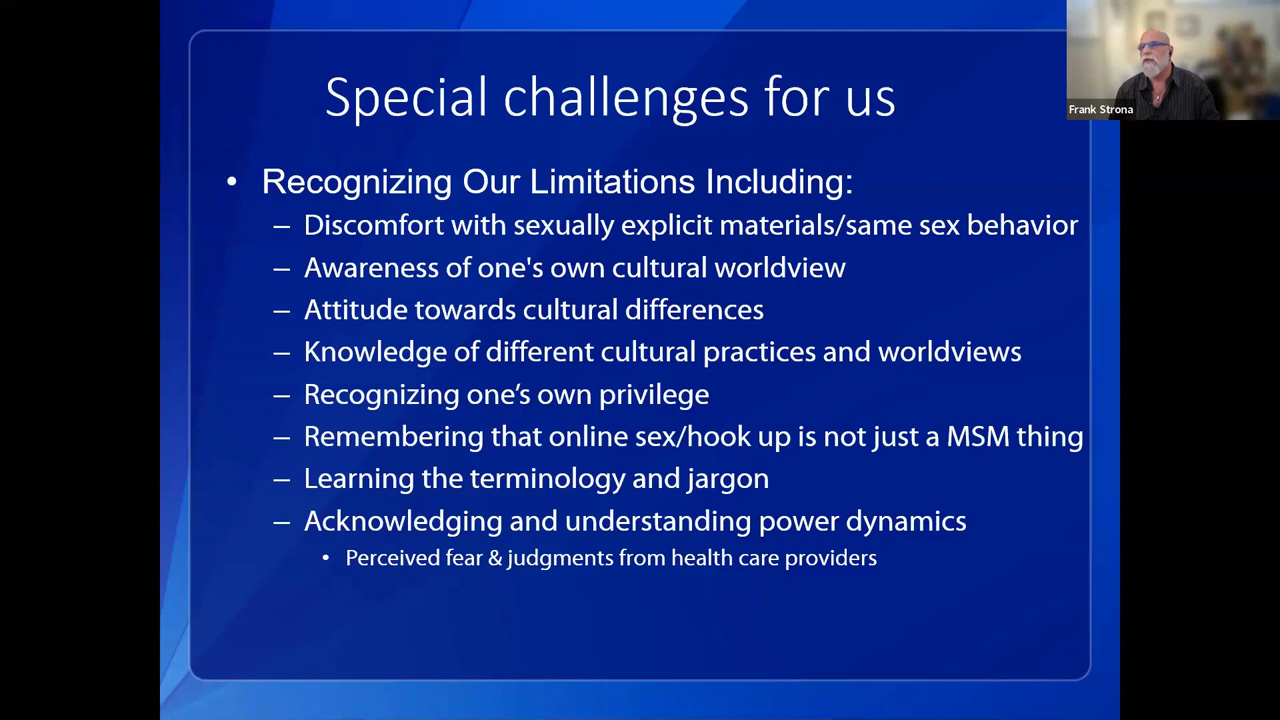 Special challenges for us
Frank Strona
• Recognizing Our Limitations Including:
– Discomfort with sexually explicit materials/same sex behavior
– Awareness of one's own cultural worldview
– Attitude towards cultural differences
– Knowledge of different cultural practices and worldviews
– Recognizing one’s own privilege
– Remembering that online sex/hook up is not just a MSM thing
– Learning the terminology and jargon
– Acknowledging and understanding power dynamics
• Perceived fear & judgments from health care providers